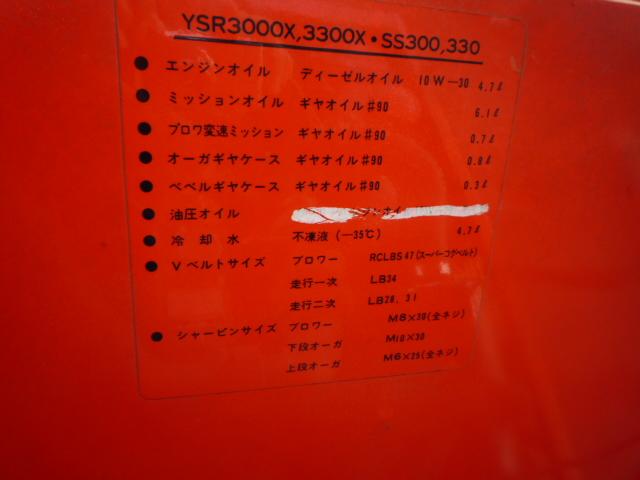 YSR3000X,3300X・SS300,330
● エンジンオイル ディーゼルオイル 10W—30 4.7ℓ
● ミッションオイル ギヤオイル#90 6.1ℓ
● ブロワ変速ミッション ギヤオイル#90 0.7ℓ
● オーガギヤケース ギヤオイル#90 0.8ℓ
● ベベルギヤケース ギヤオイル#90 0.3ℓ
● 油圧オイル
● 冷却水 不凍液(—35℃) 4.3ℓ
● Vベルトサイズ ブロワー RCLBS47(スーパーコグベルト)
走行一次 LB34
走行二次 LB28, 31
● シャーピンサイズ ブロワー M8×30(全ネジ)
下段オーガ M10×30
上段オーガ M6×25(全ネジ)